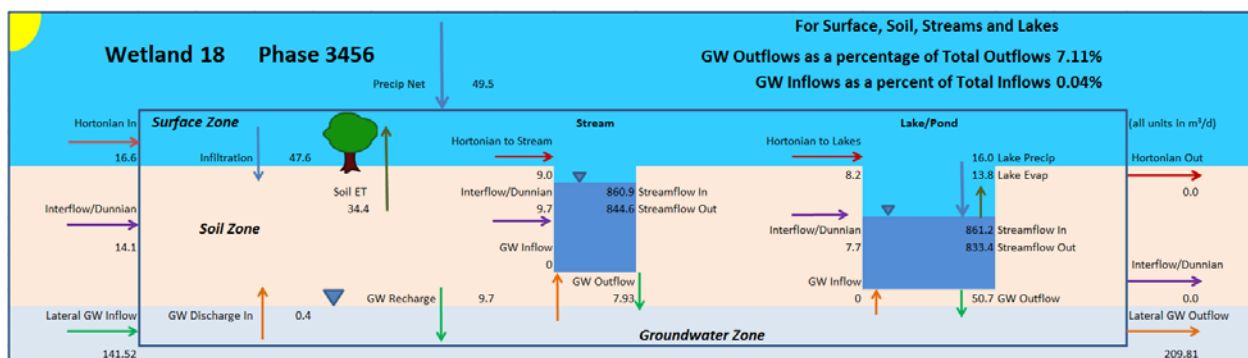 For Surface, Soil, Streams and Lakes
Wetland 18 Phase 3456
GW Outflows as a percentage of Total Outflows 7.11%
GW Inflows as a percent of Total Inflows 0.04%
Precip Net 49.5
Hortonian In
Surface Zone
Stream
Lake/Pond
(all units in m³/d)
16.6
Infiltration 47.6
Hortonian to Stream
9.0
Hortonian to Lakes
8.2
16.0 Lake Precip
13.8 Lake Evap
Hortonian Out
0.0
Soil ET
34.4
Interflow/Dunnian
9.7
860.9 Streamflow In
844.6 Streamflow Out
Interflow/Dunnian
14.1
Soil Zone
Interflow/Dunnian
7.7
861.2 Streamflow In
833.4 Streamflow Out
GW Inflow
0
GW Outflow
7.93
GW Inflow
0
50.7 GW Outflow
Interflow/Dunnian
0.0
GW Recharge 9.7
Lateral GW Inflow
141.52
GW Discharge In 0.4
Groundwater Zone
Lateral GW Outflow
209.81